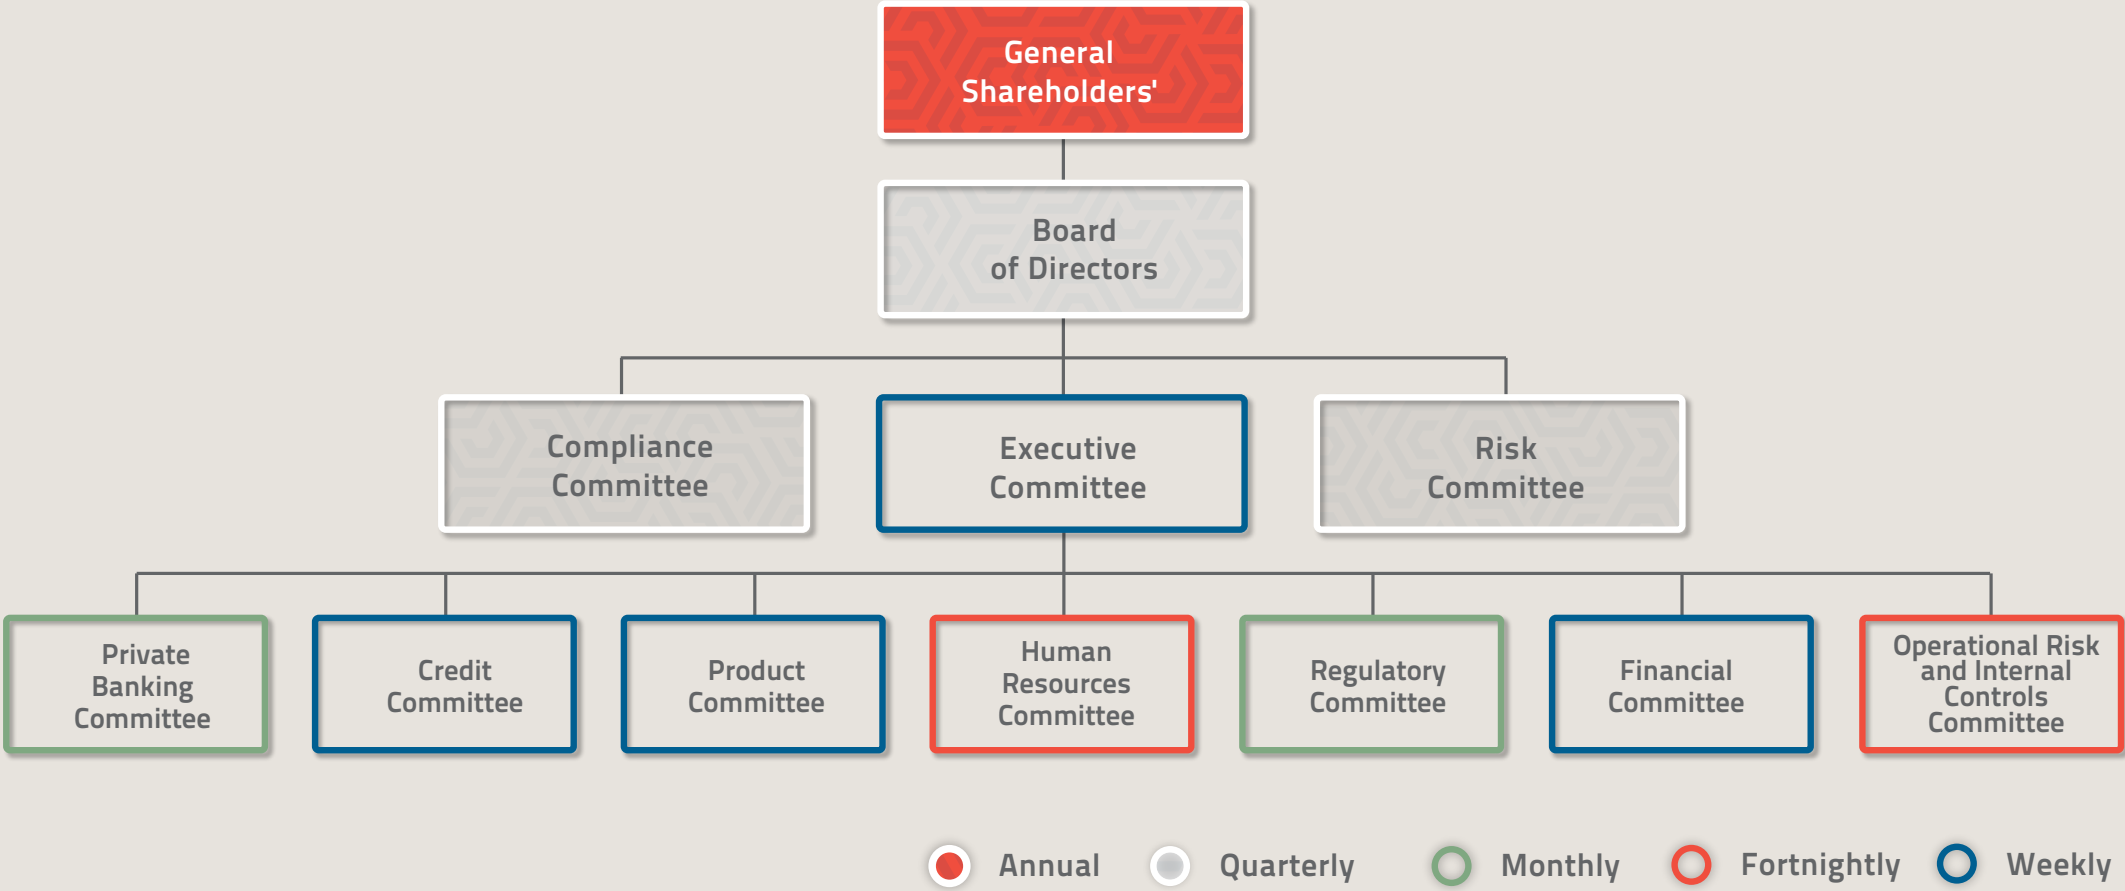 General
Shareholders'
Board
of Directors
Compliance
Committee
Executive
Committee
Risk
Committee
Private
Banking
Committee
Credit
Committee
Product
Committee
Human
Resources
Committee
Regulatory
Committee
Financial
Committee
Operational Risk
and Internal
Controls
Committee
Annual
Quarterly
Monthly
Fortnightly
Weekly